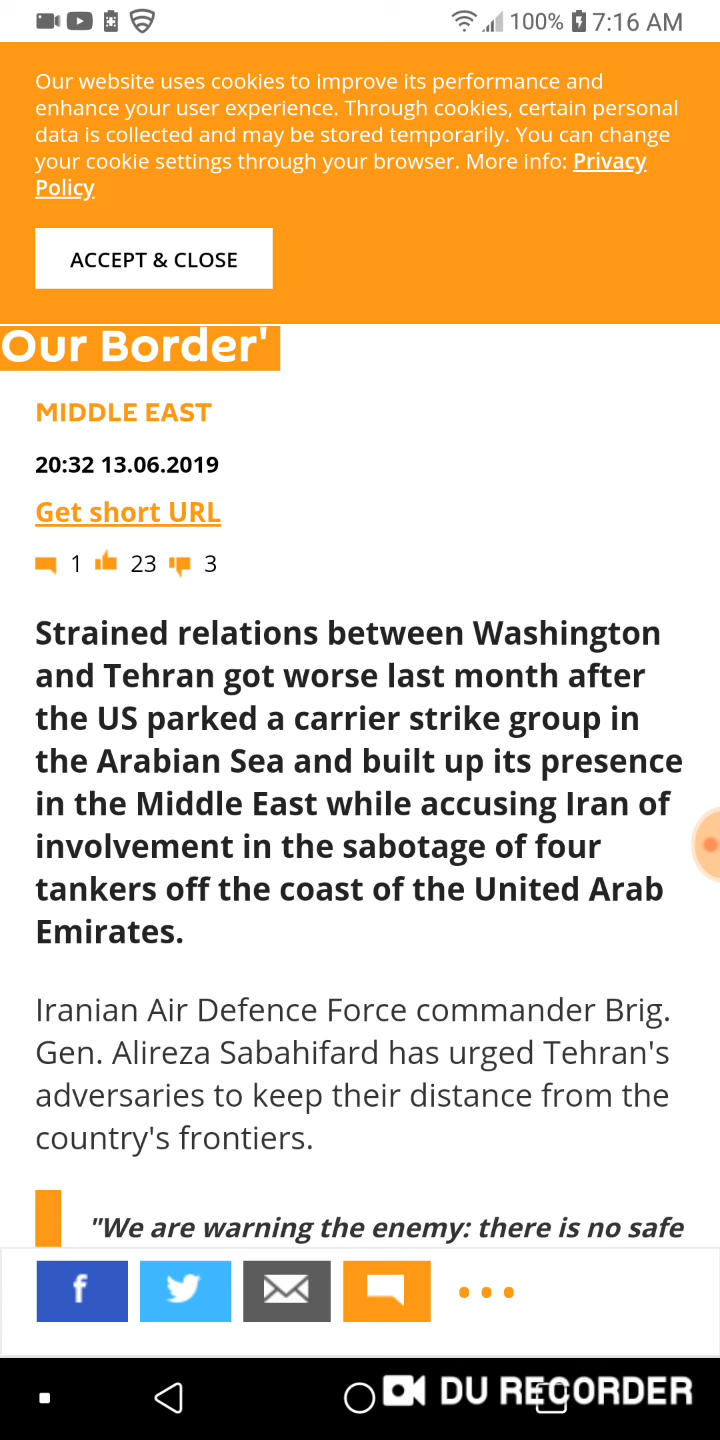 100% 7:16 AM
Our website uses cookies to improve its performance and
enhance your user experience. Through cookies, certain personal
data is collected and may be stored temporarily. You can change
your cookie settings through your browser. More info: Privacy
Policy
ACCEPT & CLOSE
Our Border'
MIDDLE EAST
20:32 13.06.2019
Get short URL
1 23 3
Strained relations between Washington
and Tehran got worse last month after
the US parked a carrier strike group in
the Arabian Sea and built up its presence
in the Middle East while accusing Iran of
involvement in the sabotage of four
tankers off the coast of the United Arab
Emirates.
Iranian Air Defence Force commander Brig.
Gen. Alireza Sabahifard has urged Tehran's
adversaries to keep their distance from the
country's frontiers.
"We are warning the enemy: there is no safe
f
DU RECORDER